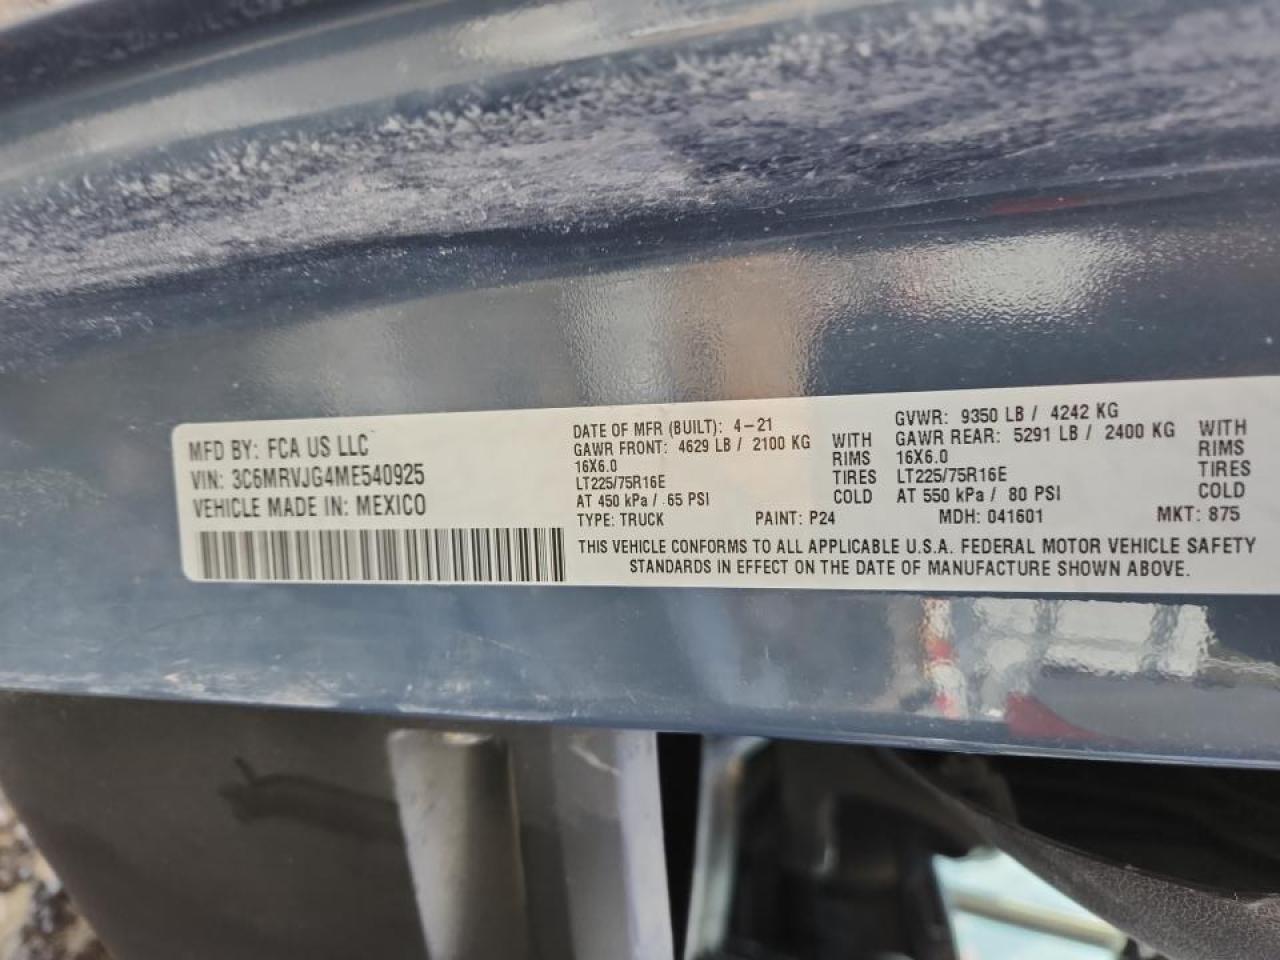 MFD BY: FCA US LLC
VIN: 3C6MRVJG4ME540925
VEHICLE MADE IN: MEXICO
DATE OF MFR (BUILT): 4-21
GAWR FRONT: 4629 LB / 2100 KG WITH
16X6.0 RIMS
LT225/75R16E TIRES
AT 450 kPa / 65 PSI COLD
GVWR: 9350 LB / 4242 KG
GAWR REAR: 5291 LB / 2400 KG WITH
16X6.0 RIMS
LT225/75R16E TIRES
AT 550 kPa / 80 PSI COLD
TYPE: TRUCK PAINT: P24 MDH: 041601 MKT: 875
THIS VEHICLE CONFORMS TO ALL APPLICABLE U.S.A. FEDERAL MOTOR VEHICLE SAFETY
STANDARDS IN EFFECT ON THE DATE OF MANUFACTURE SHOWN ABOVE.